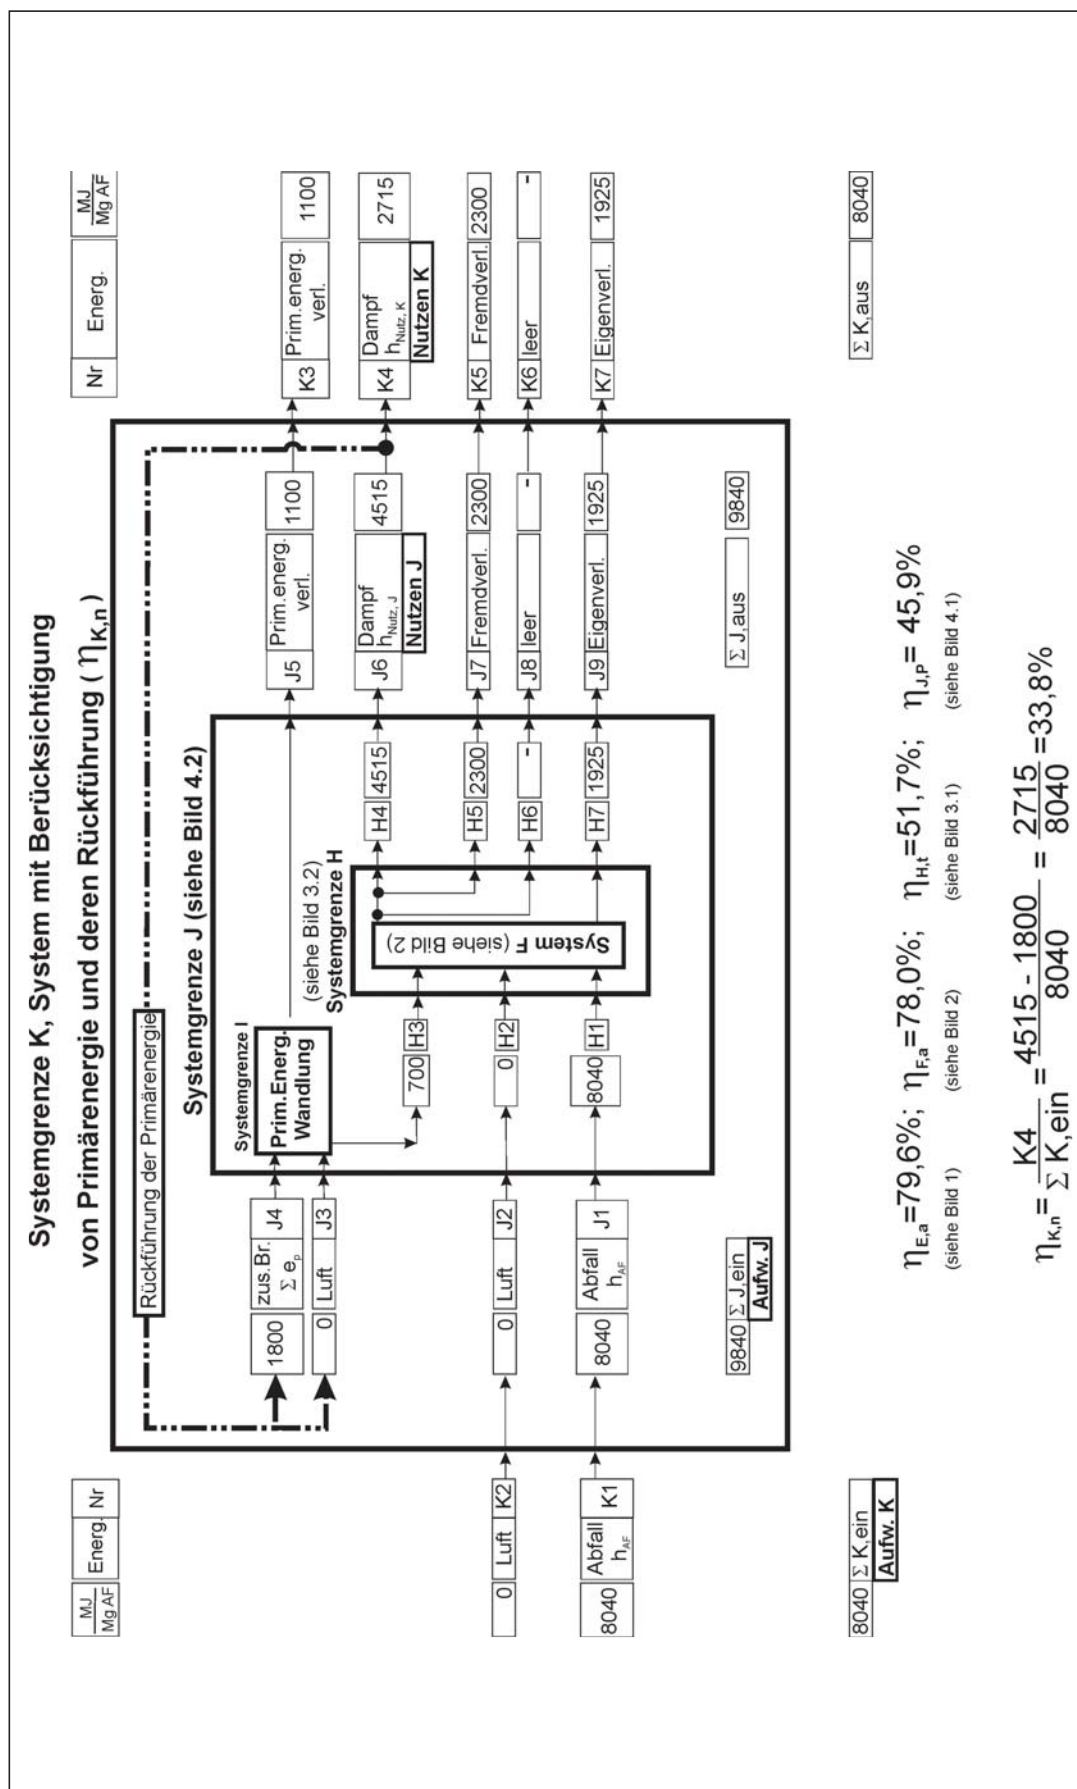 Systemgrenze K, System mit Berücksichtigung
von Primärenergie und deren Rückführung ( η K,n )
MJ / Mg AF Energ. Nr
Nr Energ. MJ / Mg AF
Rückführung der Primärenergie
Systemgrenze J (siehe Bild 4.2)
1800 zus.Br. Σ eP J4
0 Luft J3
Systemgrenze I
Prim.Energ.
Wandlung
J5 Prim.energ. verl. 1100
K3 Prim.energ. verl. 1100
(siehe Bild 3.2)
Systemgrenze H
700 H3
System F (siehe Bild 2)
H4 4515
J6 Dampf hNutz, J 4515
Nutzen J
K4 Dampf hNutz, K 2715
Nutzen K
H5 2300
J7 Fremdverl. 2300
K5 Fremdverl. 2300
0 Luft K2
0 Luft J2
0 H2
H6 -
J8 leer -
K6 leer -
8040 Abfall hAF K1
8040 Abfall hAF J1
8040 H1
H7 1925
J9 Eigenverl. 1925
K7 Eigenverl. 1925
9840 Σ J,ein
Aufw. J
Σ J,aus 9840
8040 Σ K,ein
Aufw. K
Σ K,aus 8040
ηE,a =79,6%; ηF,a =78,0%; ηH,t =51,7%; ηJ,P = 45,9%
(siehe Bild 1) (siehe Bild 2) (siehe Bild 3.1) (siehe Bild 4.1)
ηK,n = K4 / Σ K,ein = 4515 - 1800 / 8040 = 2715 / 8040 =33,8%